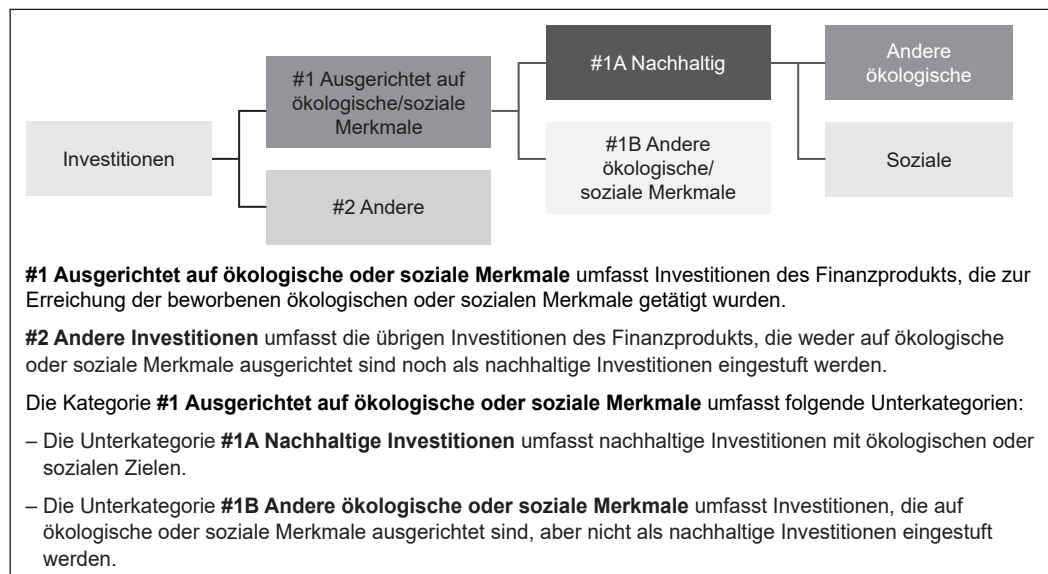 Investitionen
#1 Ausgerichtet auf
ökologische/soziale
Merkmale
#2 Andere
#1A Nachhaltig
#1B Andere
ökologische/
soziale Merkmale
Andere
ökologische
Soziale
#1 Ausgerichtet auf ökologische oder soziale Merkmale umfasst Investitionen des Finanzprodukts, die zur
Erreichung der beworbenen ökologischen oder sozialen Merkmale getätigt wurden.
#2 Andere Investitionen umfasst die übrigen Investitionen des Finanzprodukts, die weder auf ökologische
oder soziale Merkmale ausgerichtet sind noch als nachhaltige Investitionen eingestuft werden.
Die Kategorie #1 Ausgerichtet auf ökologische oder soziale Merkmale umfasst folgende Unterkategorien:
– Die Unterkategorie #1A Nachhaltige Investitionen umfasst nachhaltige Investitionen mit ökologischen oder
sozialen Zielen.
– Die Unterkategorie #1B Andere ökologische oder soziale Merkmale umfasst Investitionen, die auf
ökologische oder soziale Merkmale ausgerichtet sind, aber nicht als nachhaltige Investitionen eingestuft
werden.